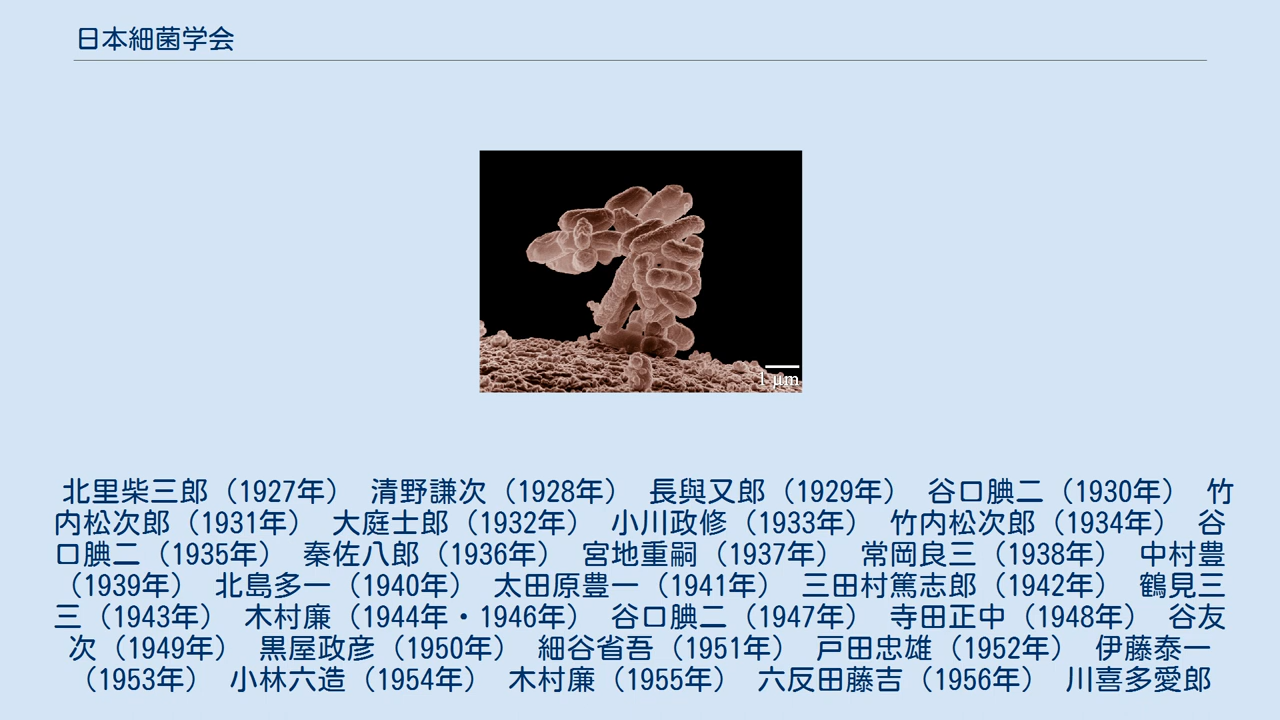 日本細菌学会
1 μm
北里柴三郎（1927年） 清野謙次（1928年） 長與又郎（1929年） 谷口腆二（1930年） 竹
内松次郎（1931年） 大庭士郎（1932年） 小川政修（1933年） 竹内松次郎（1934年） 谷
口腆二（1935年） 秦佐八郎（1936年） 宮地重嗣（1937年） 常岡良三（1938年） 中村豊
（1939年） 北島多一（1940年） 太田原豊一（1941年） 三田村篤志郎（1942年） 鶴見三
三（1943年） 木村廉（1944年・1946年） 谷口腆二（1947年） 寺田正中（1948年） 谷友
次（1949年） 黒屋政彦（1950年） 細谷省吾（1951年） 戸田忠雄（1952年） 伊藤泰一
（1953年） 小林六造（1954年） 木村廉（1955年） 六反田藤吉（1956年） 川喜多愛郎